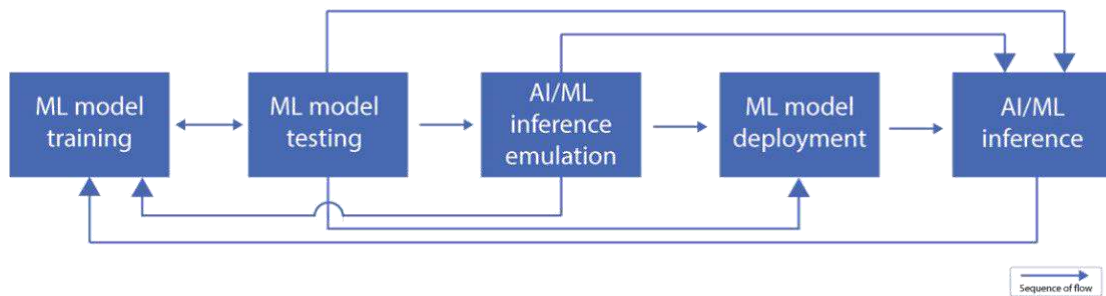 ML model
training
ML model
testing
AI/ML
inference
emulation
ML model
deployment
AI/ML
inference
Sequence of flow